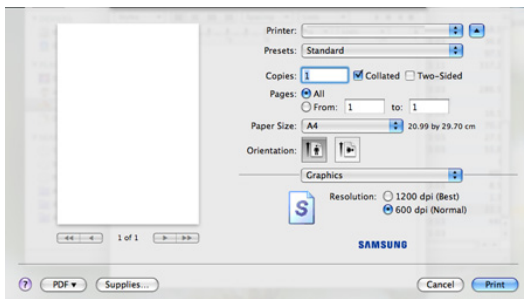 Printer:
Presets: Standard
Copies: 1 Collated Two-Sided
Pages: All
From: 1 to: 1
Paper Size: A4 20.99 by 29.70 cm
Orientation:
Graphics
S
Resolution: 1200 dpi (Best)
600 dpi (Normal)
1 of 1
SAMSUNG
? PDF Supplies... Cancel Print